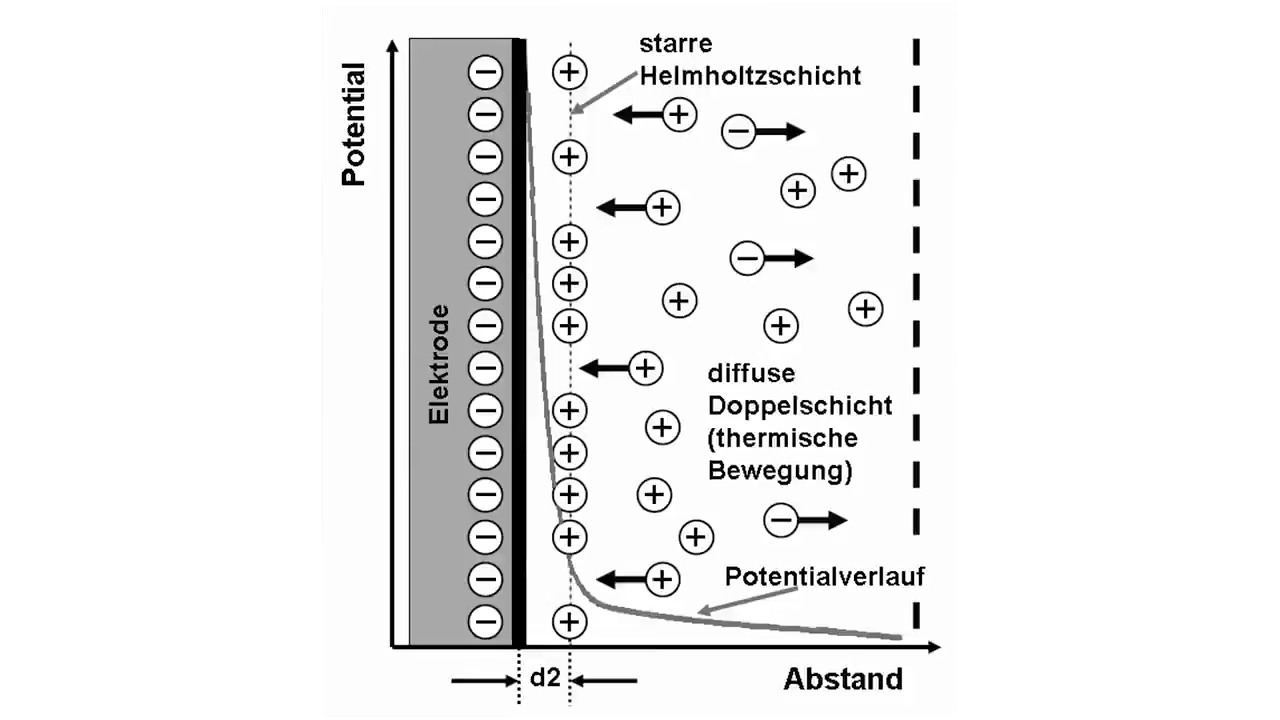 Potential
Elektrode
starre
Helmholtzschicht
diffuse
Doppelschicht
(thermische
Bewegung)
Potentialverlauf
d2
Abstand